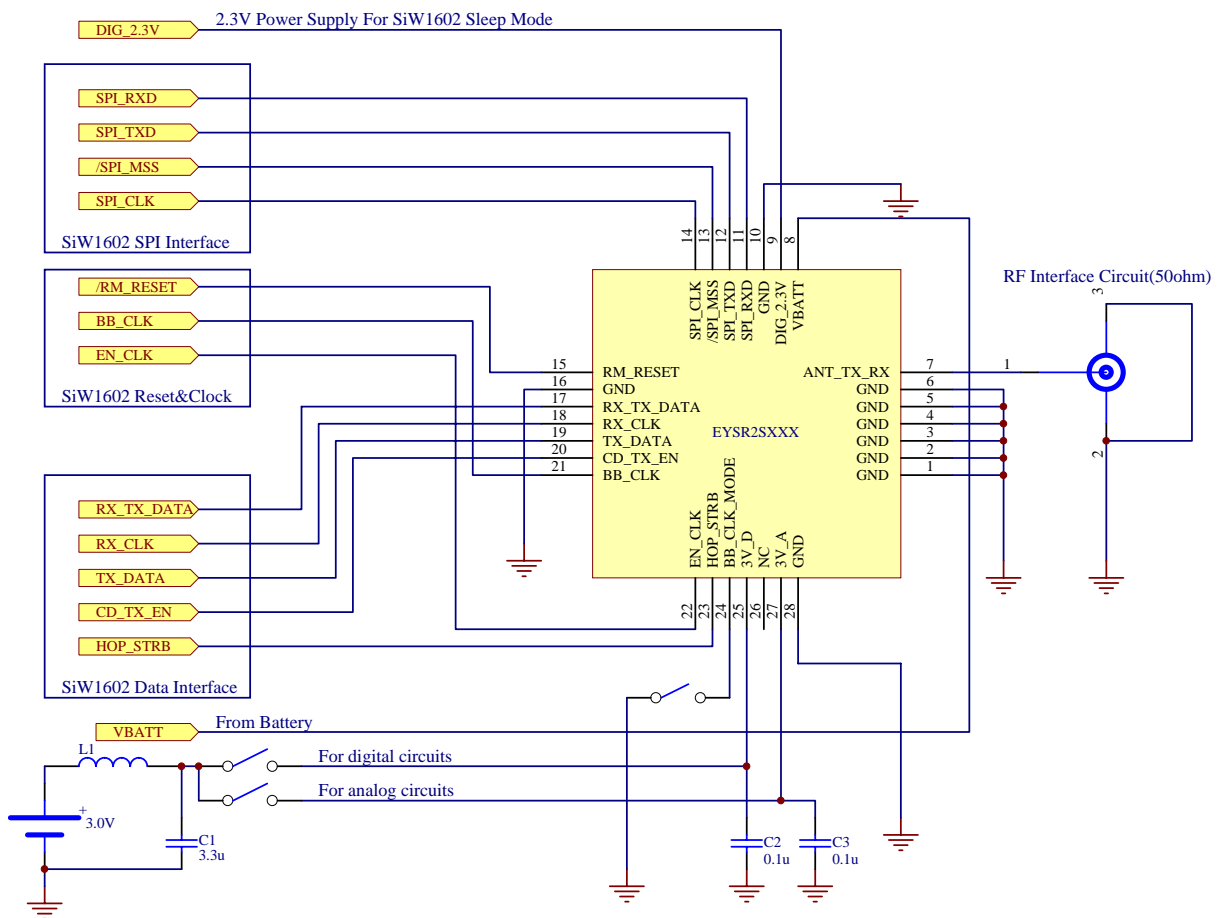 DIG_2.3V
2.3V Power Supply For SiW1602 Sleep Mode
SPI_RXD
SPI_TXD
/SPI_MSS
SPI_CLK
SiW1602 SPI Interface
/RM_RESET
BB_CLK
EN_CLK
SiW1602 Reset&Clock
RX_TX_DATA
RX_CLK
TX_DATA
CD_TX_EN
HOP_STRB
SiW1602 Data Interface
VBATT
From Battery
L1
For digital circuits
For analog circuits
+
3.0V
C1
3.3u
C2
0.1u
C3
0.1u
14
13
12
11
10
9
8
SPI_CLK
/SPI_MSS
SPI_TXD
SPI_RXD
GND
DIG_2.3V
VBATT
15
16
17
18
19
20
21
RM_RESET
GND
RX_TX_DATA
RX_CLK
TX_DATA
CD_TX_EN
BB_CLK
EYSR2SXXX
ANT_TX_RX
GND
GND
GND
GND
GND
GND
7
6
5
4
3
2
1
EN_CLK
HOP_STRB
BB_CLK_MODE
3V_D
NC
3V_A
GND
22
23
24
25
26
27
28
RF Interface Circuit(50ohm)
3
1
2